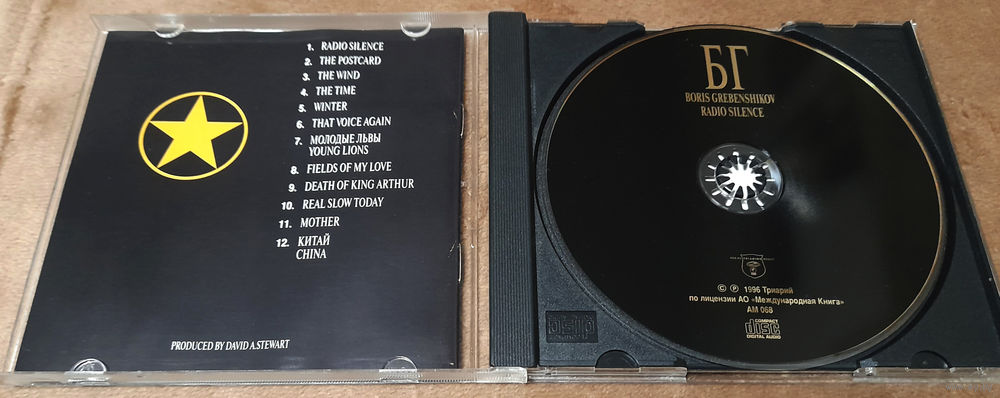 1. RADIO SILENCE
2. THE POSTCARD
3. THE WIND
4. THE TIME
5. WINTER
6. THAT VOICE AGAIN
7. МОЛОДЫЕ ЛЬВЫ
YOUNG LIONS
8. FIELDS OF MY LOVE
9. DEATH OF KING ARTHUR
10. REAL SLOW TODAY
11. MOTHER
12. КИТАЙ
CHINA
PRODUCED BY DAVID A.STEWART
БГ
BORIS GREBENSHIKOV
RADIO SILENCE
© ℗ 1996 Триарий
по лицензии АО «Международная Книга»
AM 068
COMPACT
disc
DIGITAL AUDIO